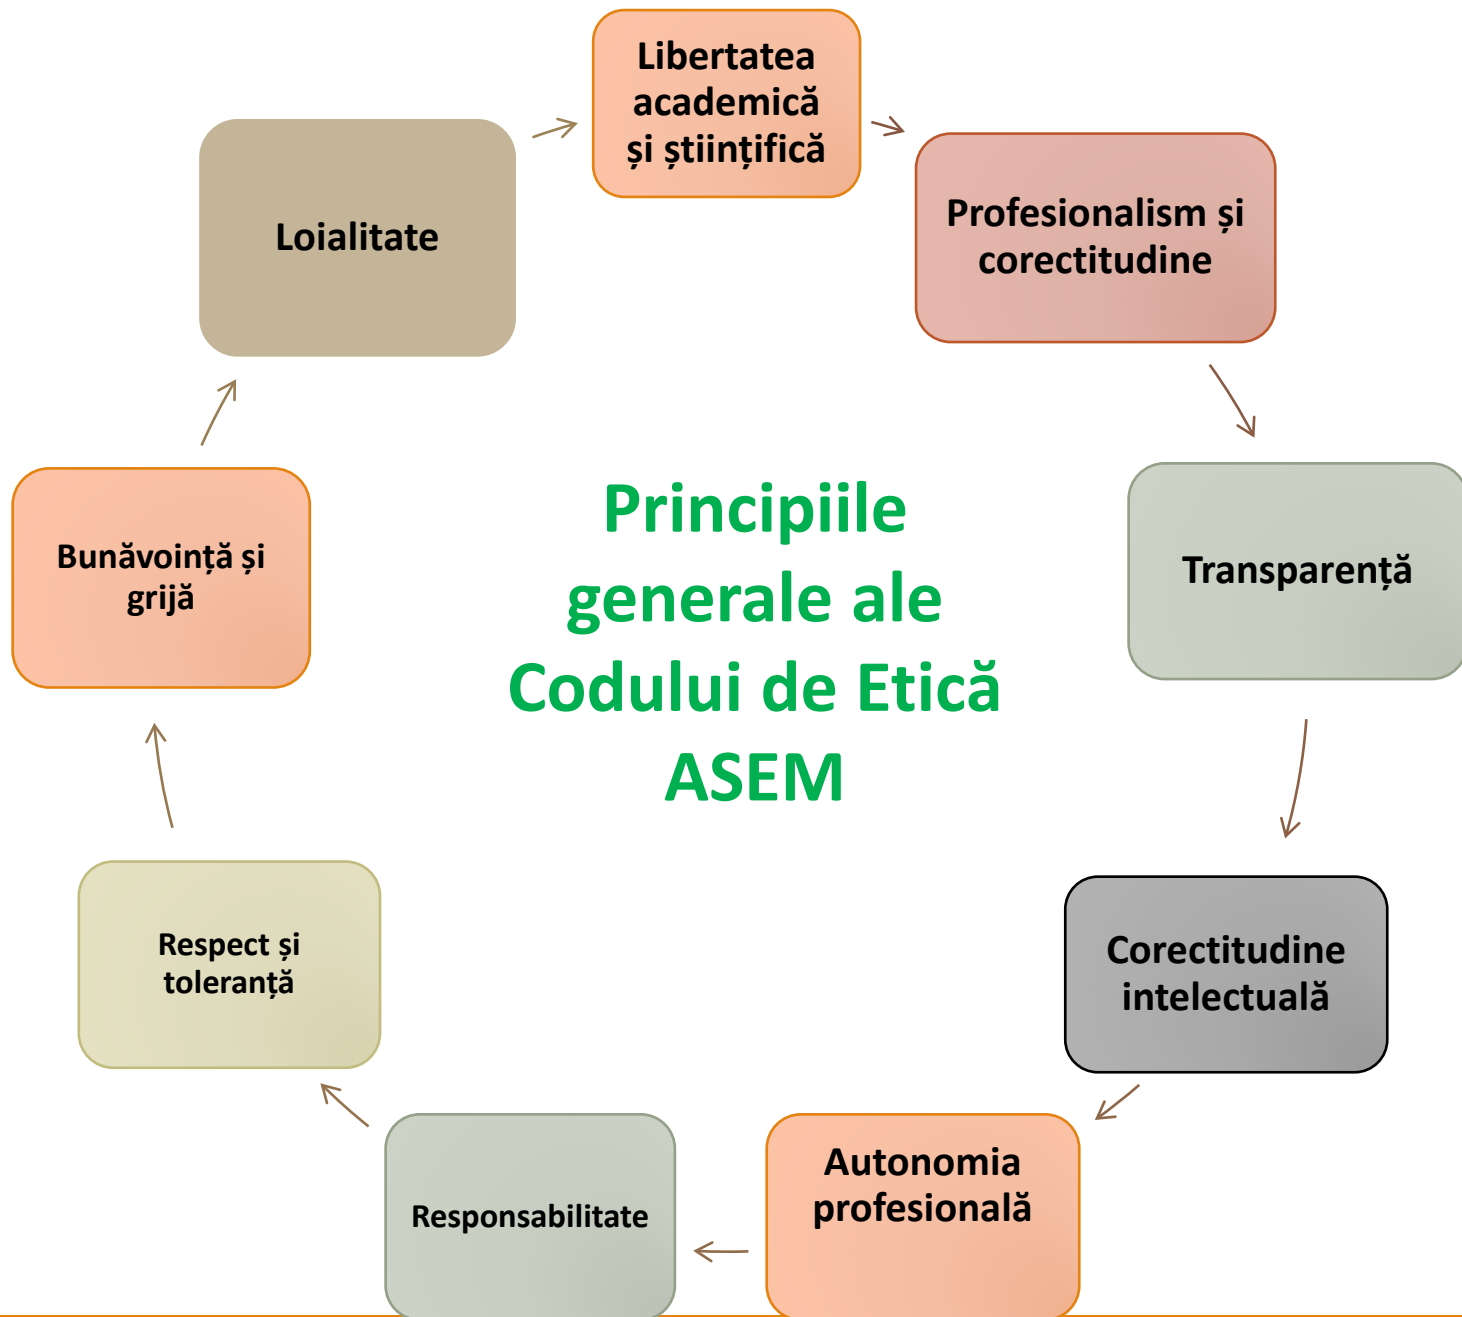 Libertatea
academică
și științifică
Profesionalism și
corectitudine
Transparență
Corectitudine
intelectuală
Autonomia
profesională
Responsabilitate
Respect și
toleranță
Bunăvoință și
grijă
Loialitate
Principiile
generale ale
Codului de Etică
ASEM